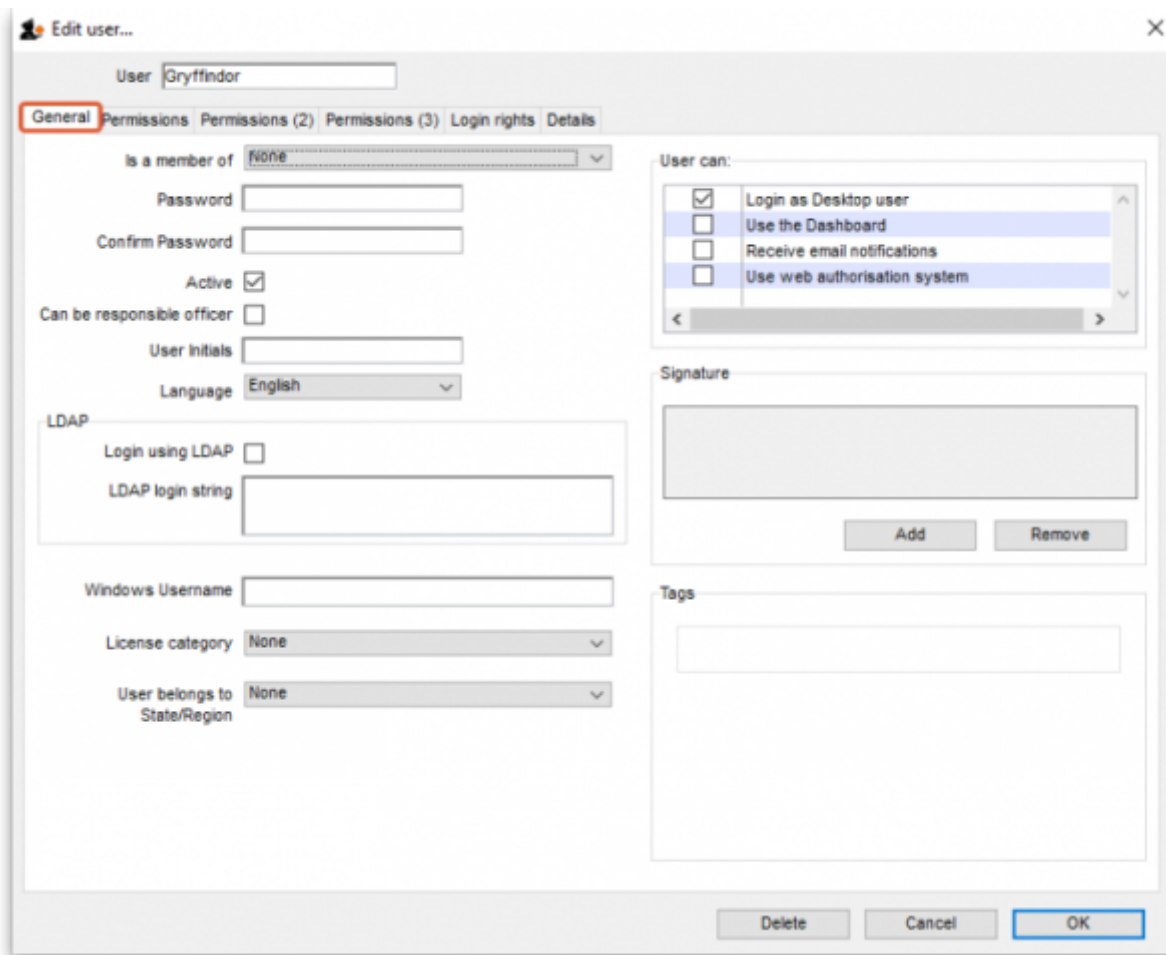 Edit user...
User Gryffindor
General Permissions Permissions (2) Permissions (3) Login rights Details
Is a member of None
Password
Confirm Password
Active
Can be responsible officer
User Initials
Language English
LDAP
Login using LDAP
LDAP login string
Windows Username
License category None
User belongs to None
State/Region
User can:
Login as Desktop user
Use the Dashboard
Receive email notifications
Use web authorisation system
Signature
Add Remove
Tags
Delete Cancel OK